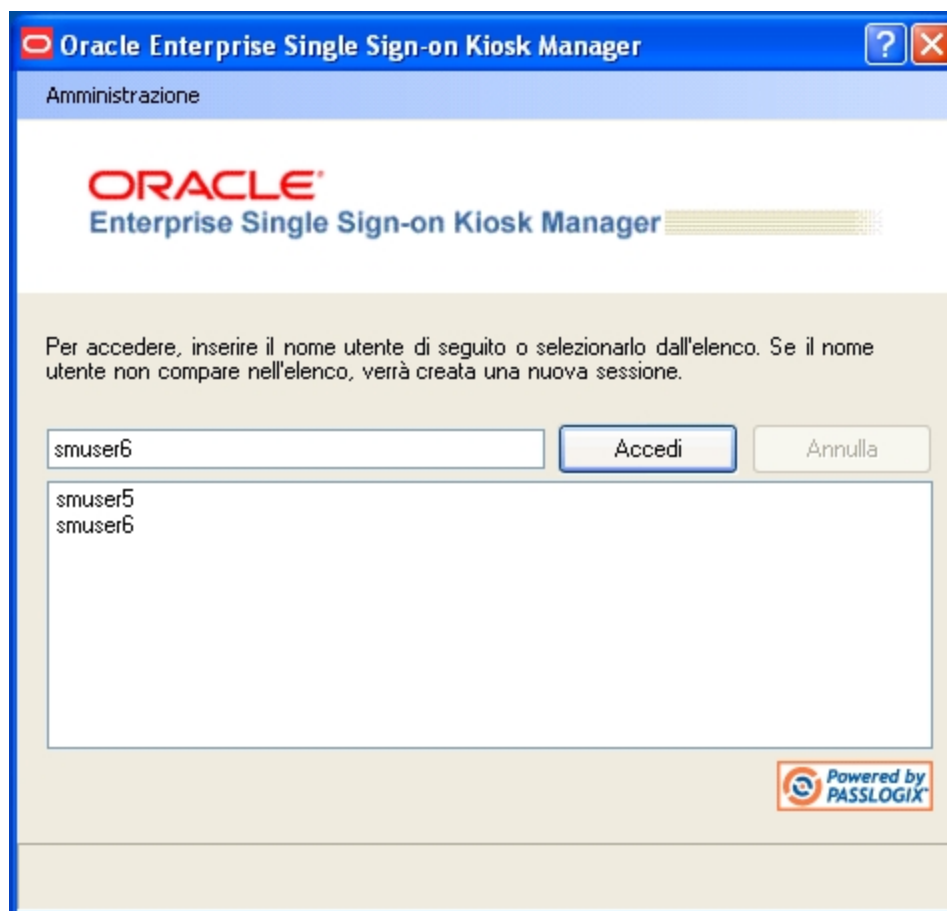 Oracle Enterprise Single Sign-on Kiosk Manager
Amministrazione
ORACLE
Enterprise Single Sign-on Kiosk Manager
Per accedere, inserire il nome utente di seguito o selezionarlo dall'elenco. Se il nome
utente non compare nell'elenco, verrà creata una nuova sessione.
smuser6 Accedi Annulla
smuser5
smuser6
Powered by
PASSLOGIX